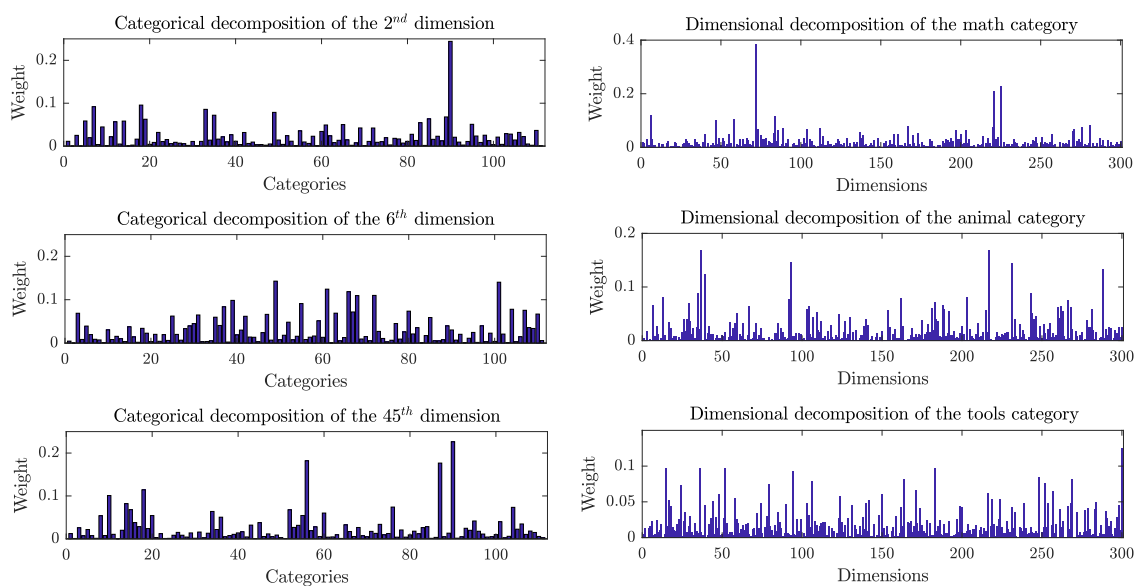 Categorical decomposition of the 2nd dimension
0.2
0.1
0
Weight
0 20 40 60 80 100
Categories
Categorical decomposition of the 6th dimension
0.2
0.1
0
Weight
0 20 40 60 80 100
Categories
Categorical decomposition of the 45th dimension
0.2
0.1
0
Weight
0 20 40 60 80 100
Categories
Dimensional decomposition of the math category
0.4
0.2
0
Weight
0 50 100 150 200 250 300
Dimensions
Dimensional decomposition of the animal category
0.2
0.1
0
Weight
0 50 100 150 200 250 300
Dimensions
Dimensional decomposition of the tools category
0.1
0.05
0
Weight
0 50 100 150 200 250 300
Dimensions